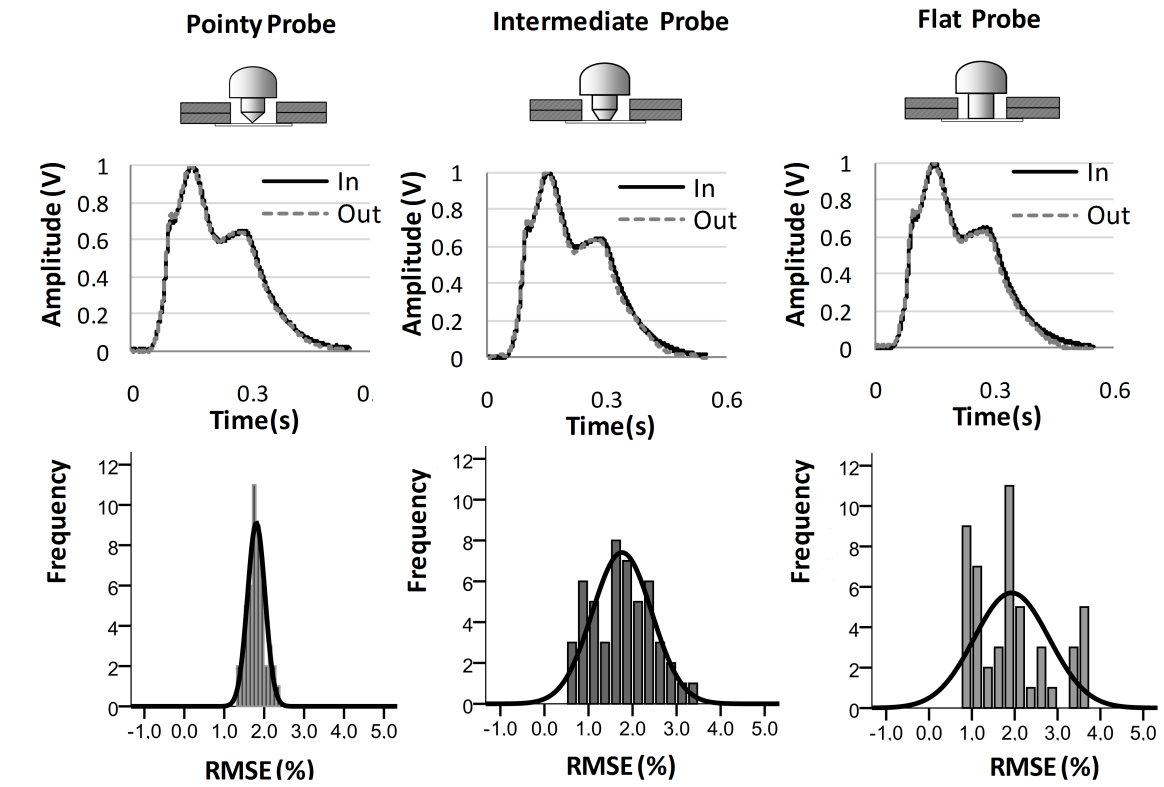 Pointy Probe
Intermediate Probe
Flat Probe
Amplitude (V)
1
0.8
0.6
0.4
0.2
0
In
Out
0
0.3
0.
Time(s)
Amplitude (V)
1
0.8
0.6
0.4
0.2
0
In
Out
0
0.3
0.6
Time(s)
Amplitude (V)
1
0.8
0.6
0.4
0.2
0
In
Out
0
0.3
0.6
Time(s)
Frequency
12
10
8
6
4
2
0
-1.0 0.0 1.0 2.0 3.0 4.0 5.0
RMSE (%)
Frequency
12
10
8
6
4
2
0
-1.0 0.0 1.0 2.0 3.0 4.0 5.0
RMSE (%)
Frequency
12
10
8
6
4
2
0
-1.0 0.0 1.0 2.0 3.0 4.0 5.0
RMSE (%)